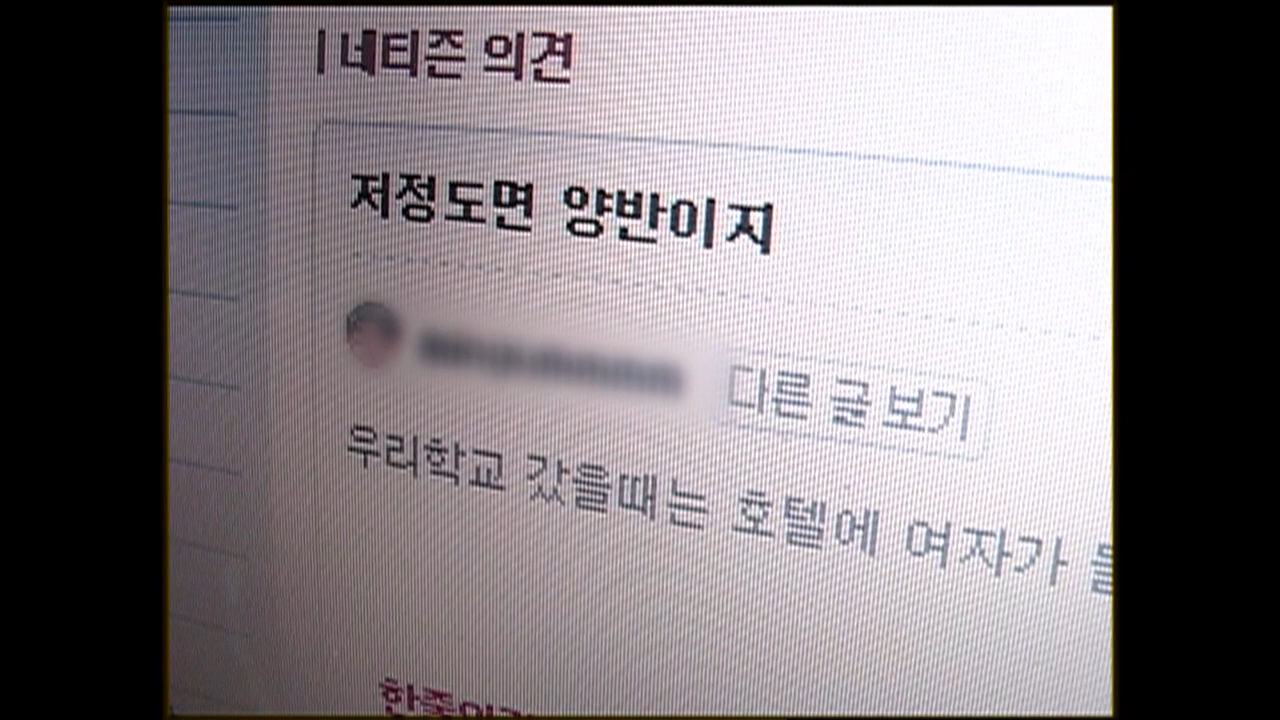 네티즌 의견
저정도면 양반이지
다른 글 보기
우리학교 갔을때는 호텔에 여자가